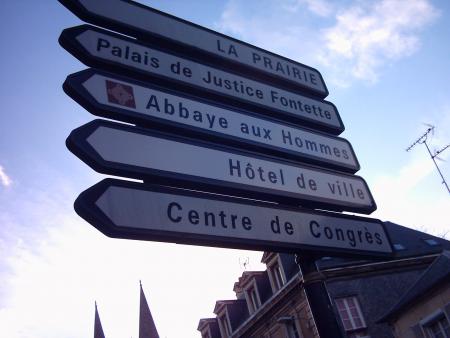 LA PRAIRIE
Palais de Justice Fontette
Abbaye aux Hommes
Hôtel de ville
Centre de Congrès